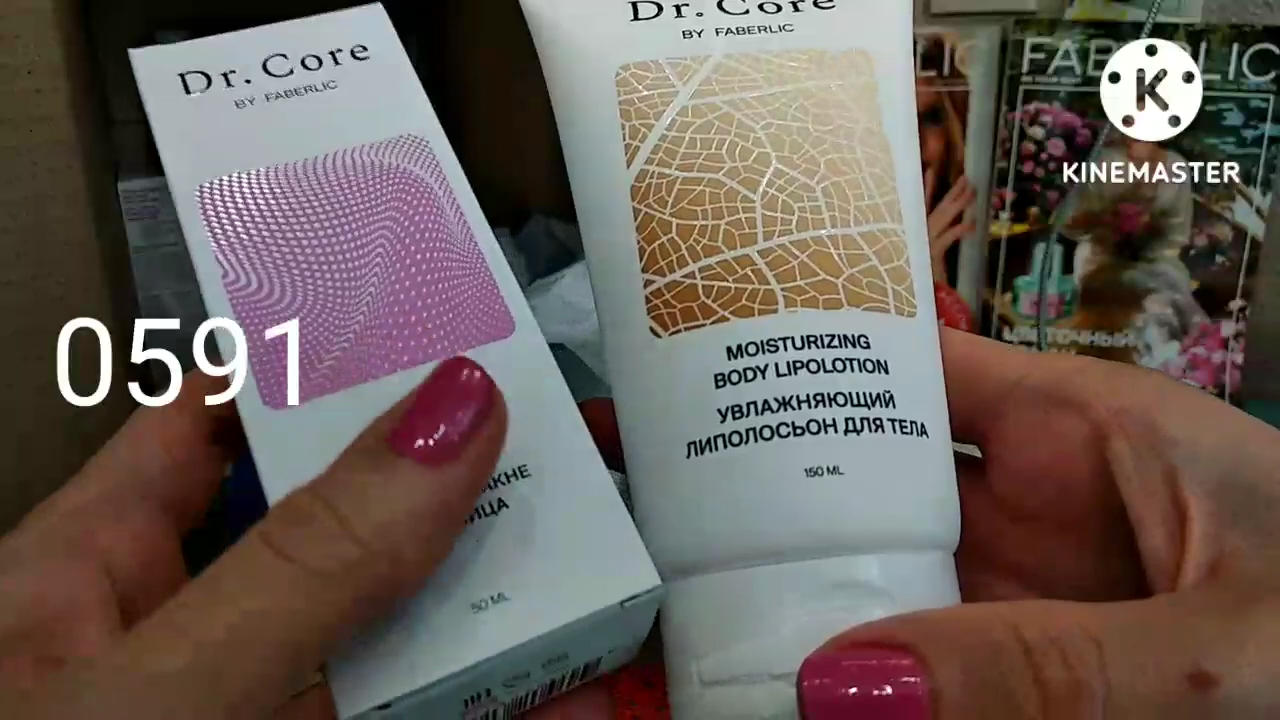 Dr. Core
BY FABERLIC
50 ML
0591
Dr. Core
BY FABERLIC
MOISTURIZING
BODY LIPOLOTION
УВЛАЖНЯЮЩИЙ
ЛИПОЛОСЬОН ДЛЯ ТЕЛА
150 ML
FABERLIC
KINEMASTER